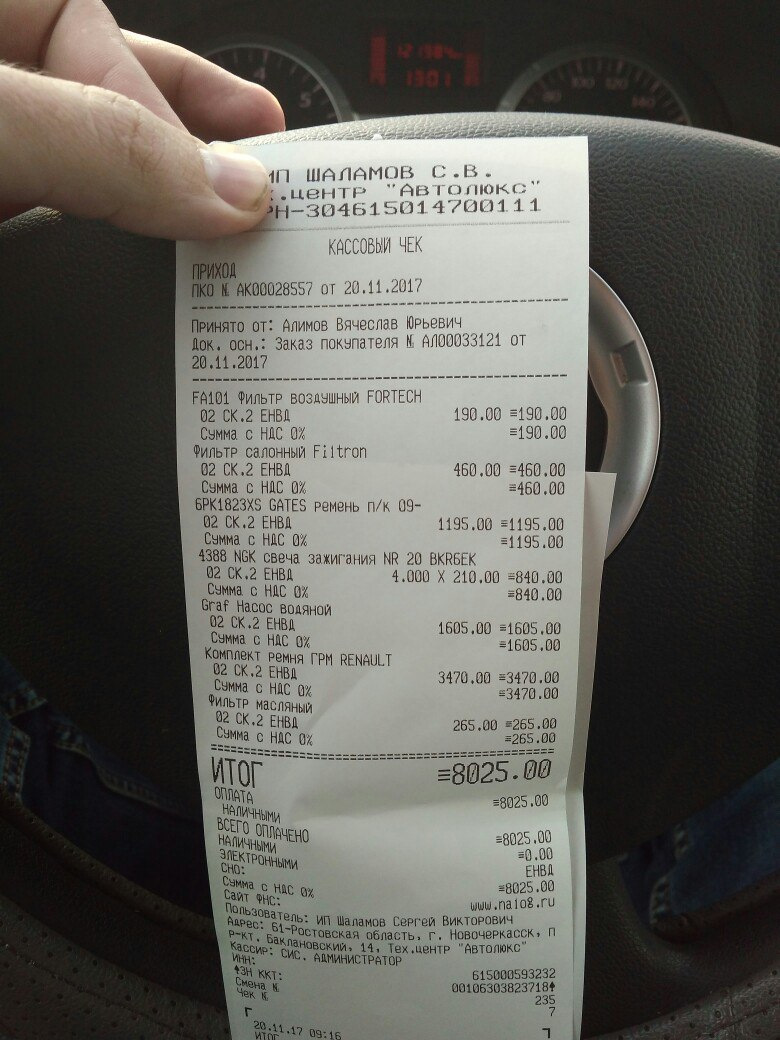 ИП ШАЛАМОВ С.В.
.центр "Автолюкс"
РН-304615014700111
КАССОВЫЙ ЧЕК
ПРИХОД
ПКО № АК00028557 от 20.11.2017
Принято от: Алимов Вячеслав Юрьевич
Док. осн.: Заказ покупателя № АЛ00033121 от
20.11.2017
FA101 Фильтр воздушный FORTECH
02 СК.2 ЕНВД 190.00 ≡190.00
Сумма с НДС 0% ≡190.00
Фильтр салонный Filtron
02 СК.2 ЕНВД 460.00 ≡460.00
Сумма с НДС 0% ≡460.00
6PK1823XS GATES ремень п/к 09-
02 СК.2 ЕНВД 1195.00 ≡1195.00
Сумма с НДС 0% ≡1195.00
4388 NGK свеча зажигания NR 20 BKR6EK
02 СК.2 ЕНВД 4.000 X 210.00 ≡840.00
Сумма с НДС 0% ≡840.00
Graf Насос водяной
02 СК.2 ЕНВД 1605.00 ≡1605.00
Сумма с НДС 0% ≡1605.00
Комплект ремня ГРМ RENAULT
02 СК.2 ЕНВД 3470.00 ≡3470.00
Сумма с НДС 0% ≡3470.00
Фильтр масляный
02 СК.2 ЕНВД 265.00 ≡265.00
Сумма с НДС 0% ≡265.00
ИТОГ ≡8025.00
ОПЛАТА
НАЛИЧНЫМИ ≡8025.00
ВСЕГО ОПЛАЧЕНО
НАЛИЧНЫМИ ≡8025.00
ЭЛЕКТРОННЫМИ ≡0.00
СНО: ЕНВД
Сумма с НДС 0% ≡8025.00
Сайт ФНС: www.nalog.ru
Пользователь: ИП Шаламов Сергей Викторович
Адрес: 61-Ростовская область, г. Новочеркасск, п
р-кт. Баклановский, 14, Тех.центр "Автолюкс"
Кассир: СИС. АДМИНИСТРАТОР
ИНН: 615000593232
ЗН ККТ: 00106303823718
Смена № 235
Чек № 7
20.11.17 09:16
ИТОГ